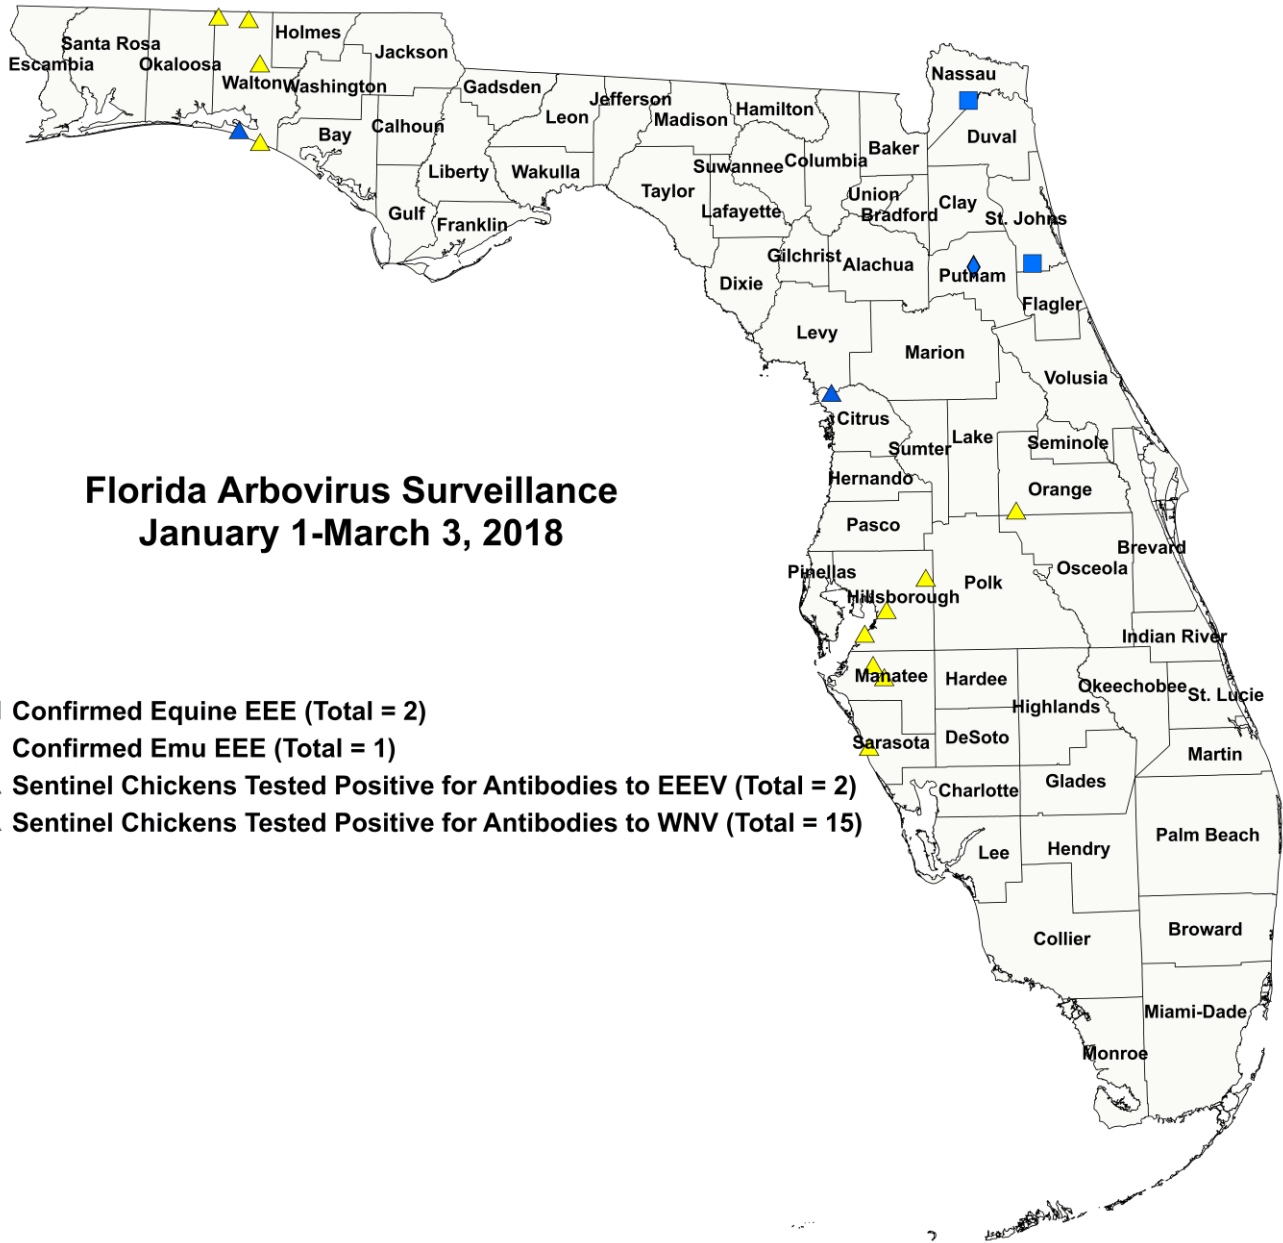 Holmes
Jackson
Santa Rosa
Escambia
Okaloosa
Walton
Washington
Nassau
Gadsden
Jefferson
Leon
Madison
Hamilton
Bay
Calhoun
Duval
Baker
Liberty
Wakulla
Suwannee
Columbia
Taylor
Union
Bradford
Clay
St. Johns
Gulf
Franklin
Lafayette
Gilchrist
Alachua
Putnam
Dixie
Flagler
Levy
Marion
Volusia
Citrus
Sumter
Lake
Seminole
Hernando
Orange
Florida Arbovirus Surveillance
January 1-March 3, 2018
Pasco
Brevard
Pinellas
Osceola
Polk
Hillsborough
Indian River
Manatee
Hardee
Okeechobee
St. Lucie
Highlands
Confirmed Equine EEE (Total = 2)
Confirmed Emu EEE (Total = 1)
Sentinel Chickens Tested Positive for Antibodies to EEEV (Total = 2)
Sentinel Chickens Tested Positive for Antibodies to WNV (Total = 15)
Sarasota
DeSoto
Martin
Charlotte
Glades
Palm Beach
Lee
Hendry
Broward
Collier
Miami-Dade
Monroe